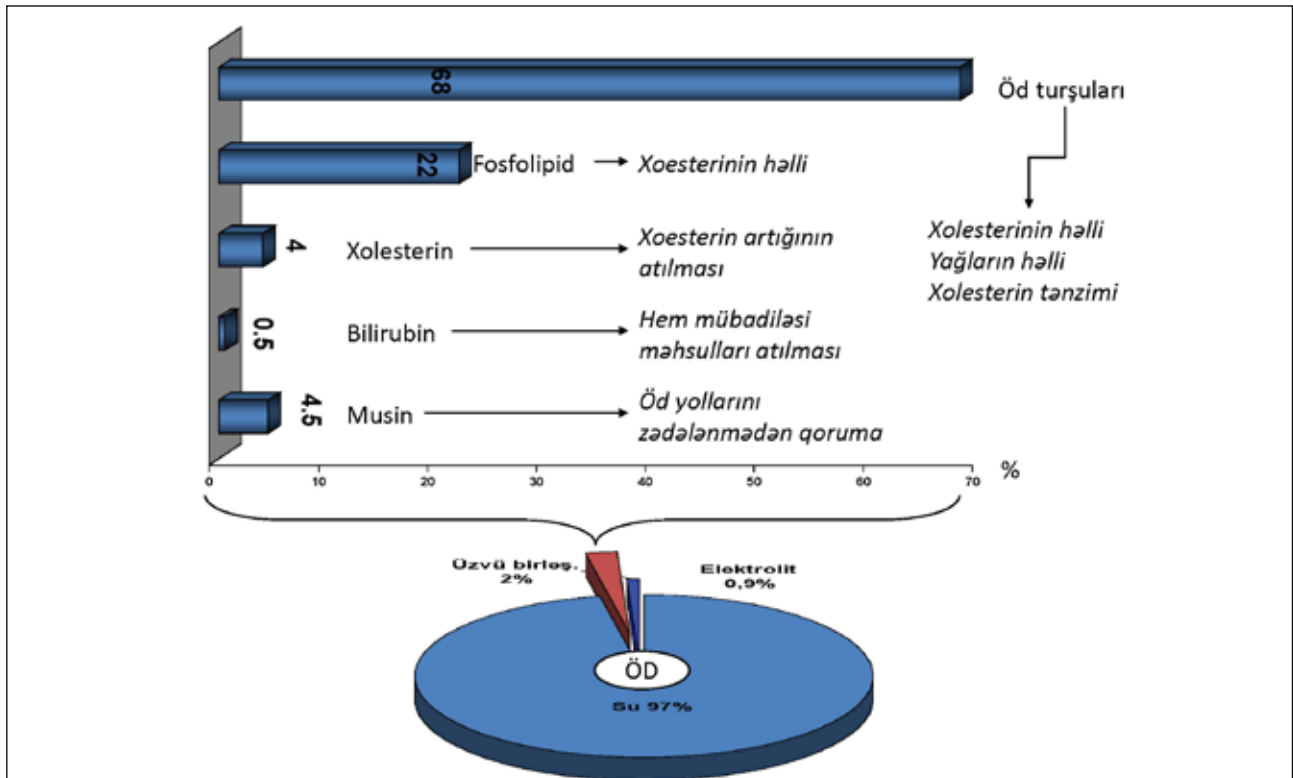 68
Öd turşuları
22
Fosfolipid
Xoesterinin həlli
Xolesterinin həlli
Yağların həlli
Xolesterin tənzimi
4
Xolesterin
Xoesterin artığının
atılması
0.5
Bilirubin
Hem mübadiləsi
məhsulları atılması
4.5
Musin
Öd yollarını
zədələnmədən qoruma
0 10 20 30 40 50 60 70 %
Üzvü birləş.
2%
Elektrolit
0,9%
ÖD
Su 97%